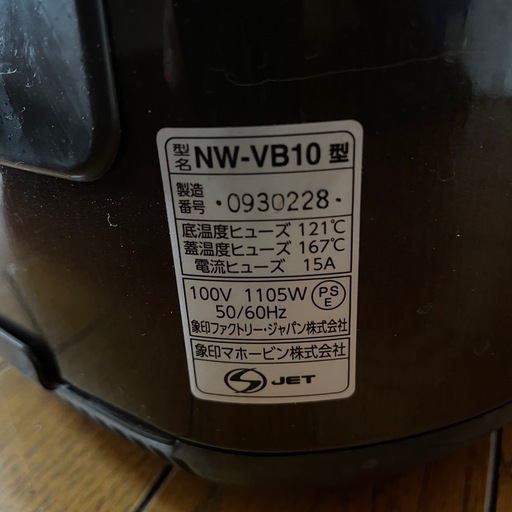 型名 NW-VB10 型
製造番号 ・0930228・
底温度ヒューズ 121℃
蓋温度ヒューズ 167℃
電流ヒューズ 15A
100V 1105W PSE
50/60Hz
象印ファクトリー・ジャパン株式会社
象印マホービン株式会社
S JET